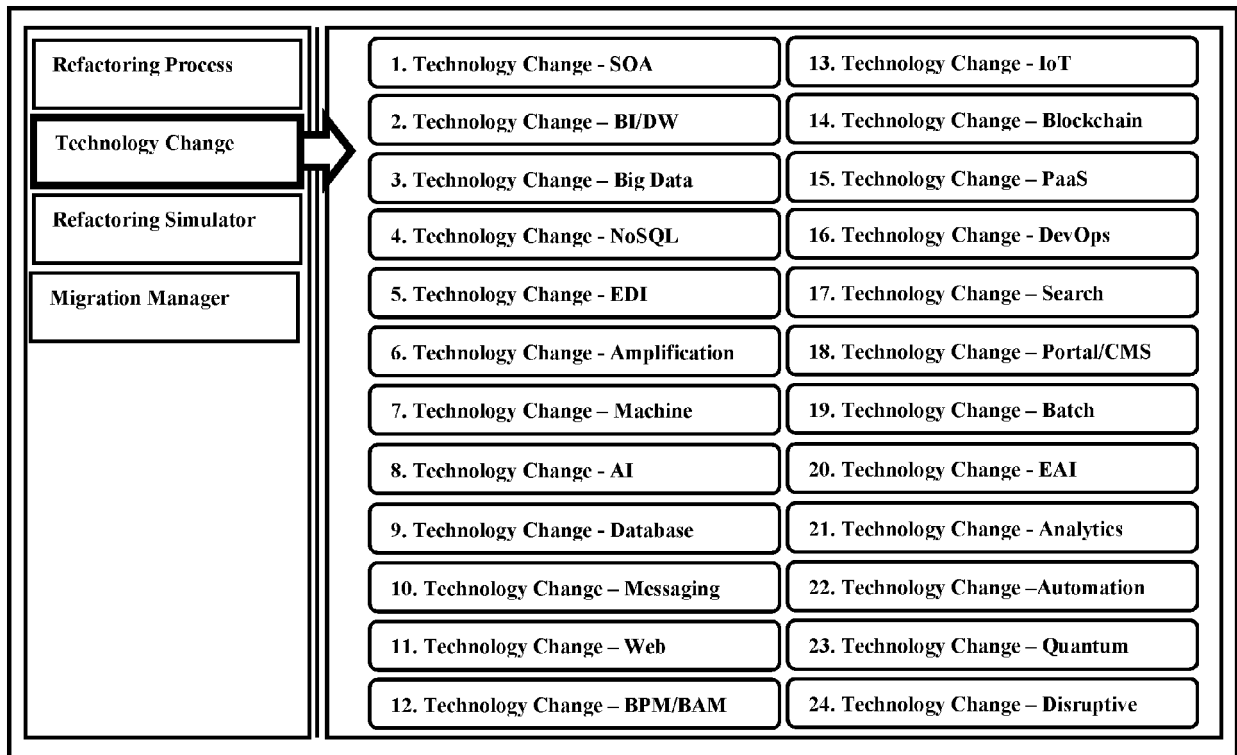 Refactoring Process
Technology Change
Refactoring Simulator
Migration Manager
1. Technology Change - SOA
2. Technology Change – BI/DW
3. Technology Change – Big Data
4. Technology Change - NoSQL
5. Technology Change - EDI
6. Technology Change - Amplification
7. Technology Change – Machine
8. Technology Change - AI
9. Technology Change - Database
10. Technology Change – Messaging
11. Technology Change – Web
12. Technology Change – BPM/BAM
13. Technology Change - IoT
14. Technology Change – Blockchain
15. Technology Change – PaaS
16. Technology Change - DevOps
17. Technology Change – Search
18. Technology Change – Portal/CMS
19. Technology Change – Batch
20. Technology Change - EAI
21. Technology Change - Analytics
22. Technology Change –Automation
23. Technology Change – Quantum
24. Technology Change – Disruptive